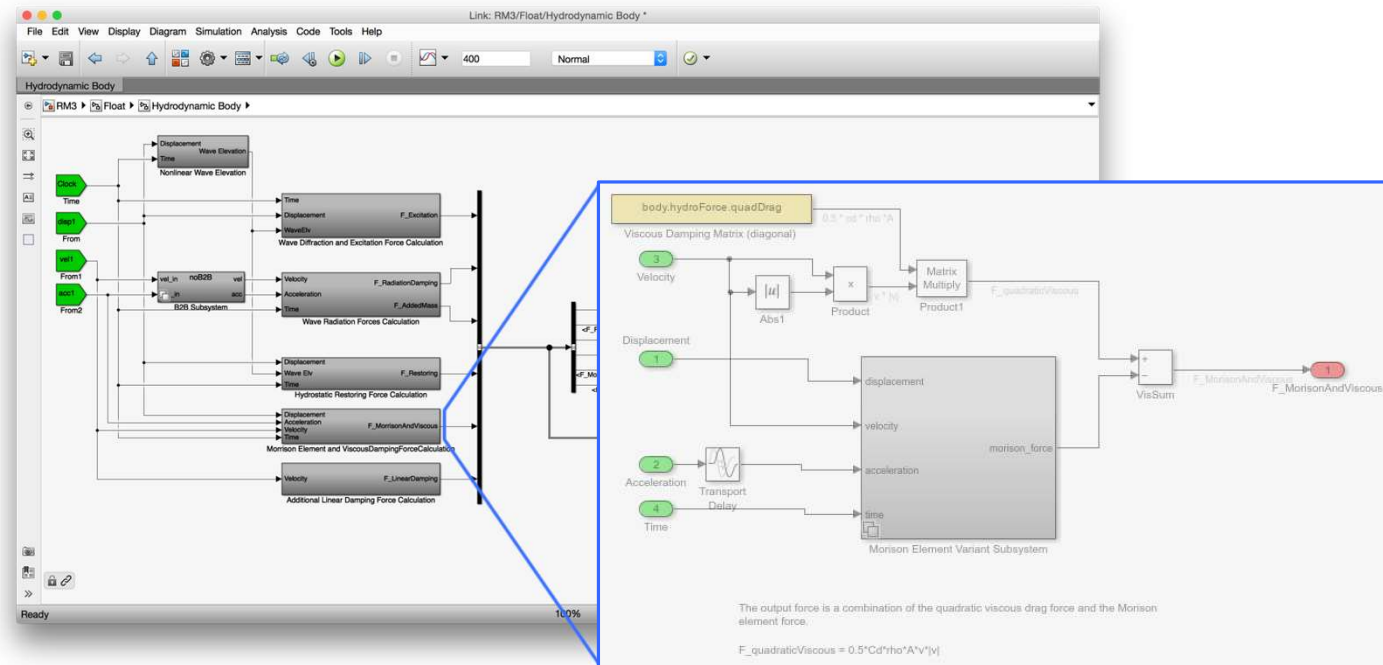 Link: RM3/Float/Hydrodynamic Body *
File Edit View Display Diagram Simulation Analysis Code Tools Help
400
Normal
Hydrodynamic Body
RM3 Float Hydrodynamic Body
Displacement
Wave Elevation
Time
Nonlinear Wave Elevation
Clock
Time
disp1
From
vel1
From1
acc1
From2
Time
Displacement
F_Excitation
WaveElv
Wave Diffraction and Excitation Force Calculation
vel_in
noB2B
vel
_in
acc
B2B Subsystem
Velocity
F_RadiationDamping
Acceleration
F_AddedMass
Time
Wave Radiation Forces Calculation
Displacement
Wave Elv
F_Restoring
Time
Hydrostatic Restoring Force Calculation
Displacement
Acceleration
F_MorrisonAndViscous
Velocity
Time
Morrison Element and ViscousDampingForceCalculation
Velocity
F_LinearDamping
Additional Linear Damping Force Calculation
Ready
100%
body.hydroForce.quadDrag
0.5 * Cd * rho *A
Viscous Damping Matrix (diagonal)
3
Velocity
|u|
Abs1
x
Product
v * |v|
Matrix
Multiply
Product1
F_quadraticViscous
Displacement
1
displacement
velocity
2
acceleration
Acceleration
Transport
Delay
4
time
Time
morison_force
Morison Element Variant Subsystem
+
−
VisSum
F_MorisonAndViscous
1
F_MorisonAndViscous
The output force is a combination of the quadratic viscous drag force and the Morison
element force.
F_quadraticViscous = 0.5*Cd*rho*A*v*|v|